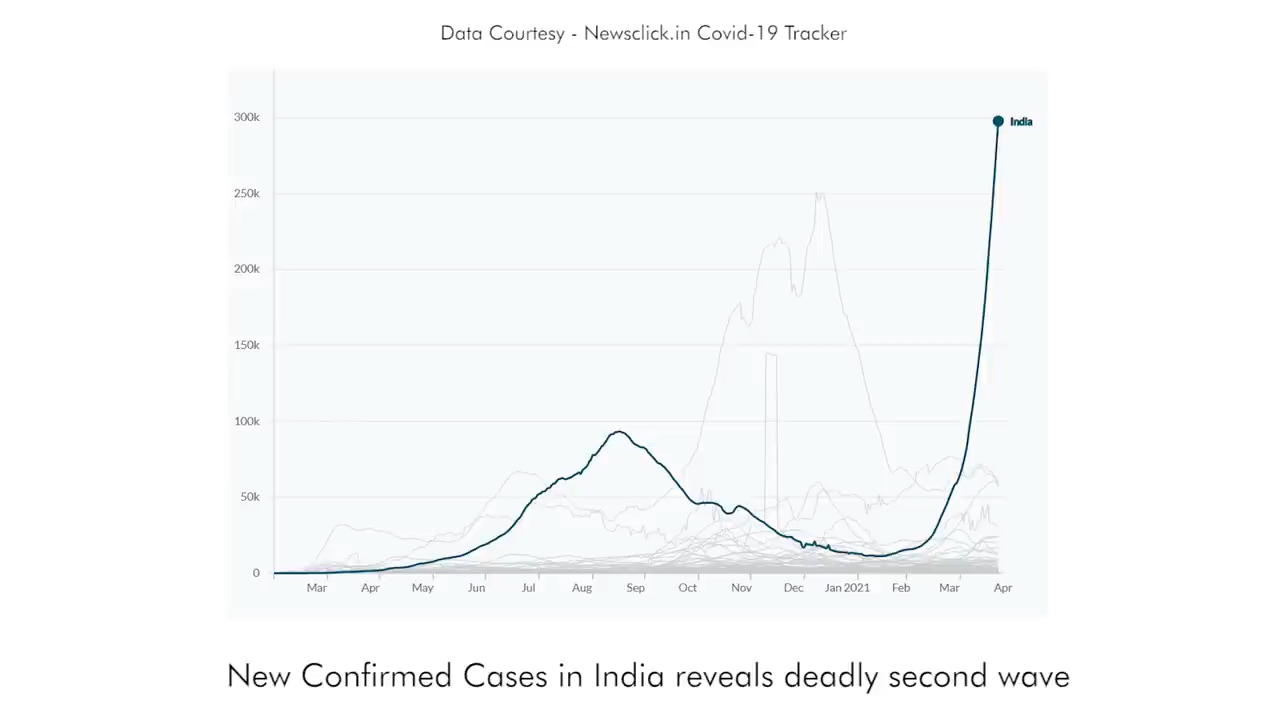 Data Courtesy - Newsclick.in Covid-19 Tracker
300k
India
250k
200k
150k
100k
50k
0
Mar Apr May Jun Jul Aug Sep Oct Nov Dec Jan 2021 Feb Mar Apr
New Confirmed Cases in India reveals deadly second wave